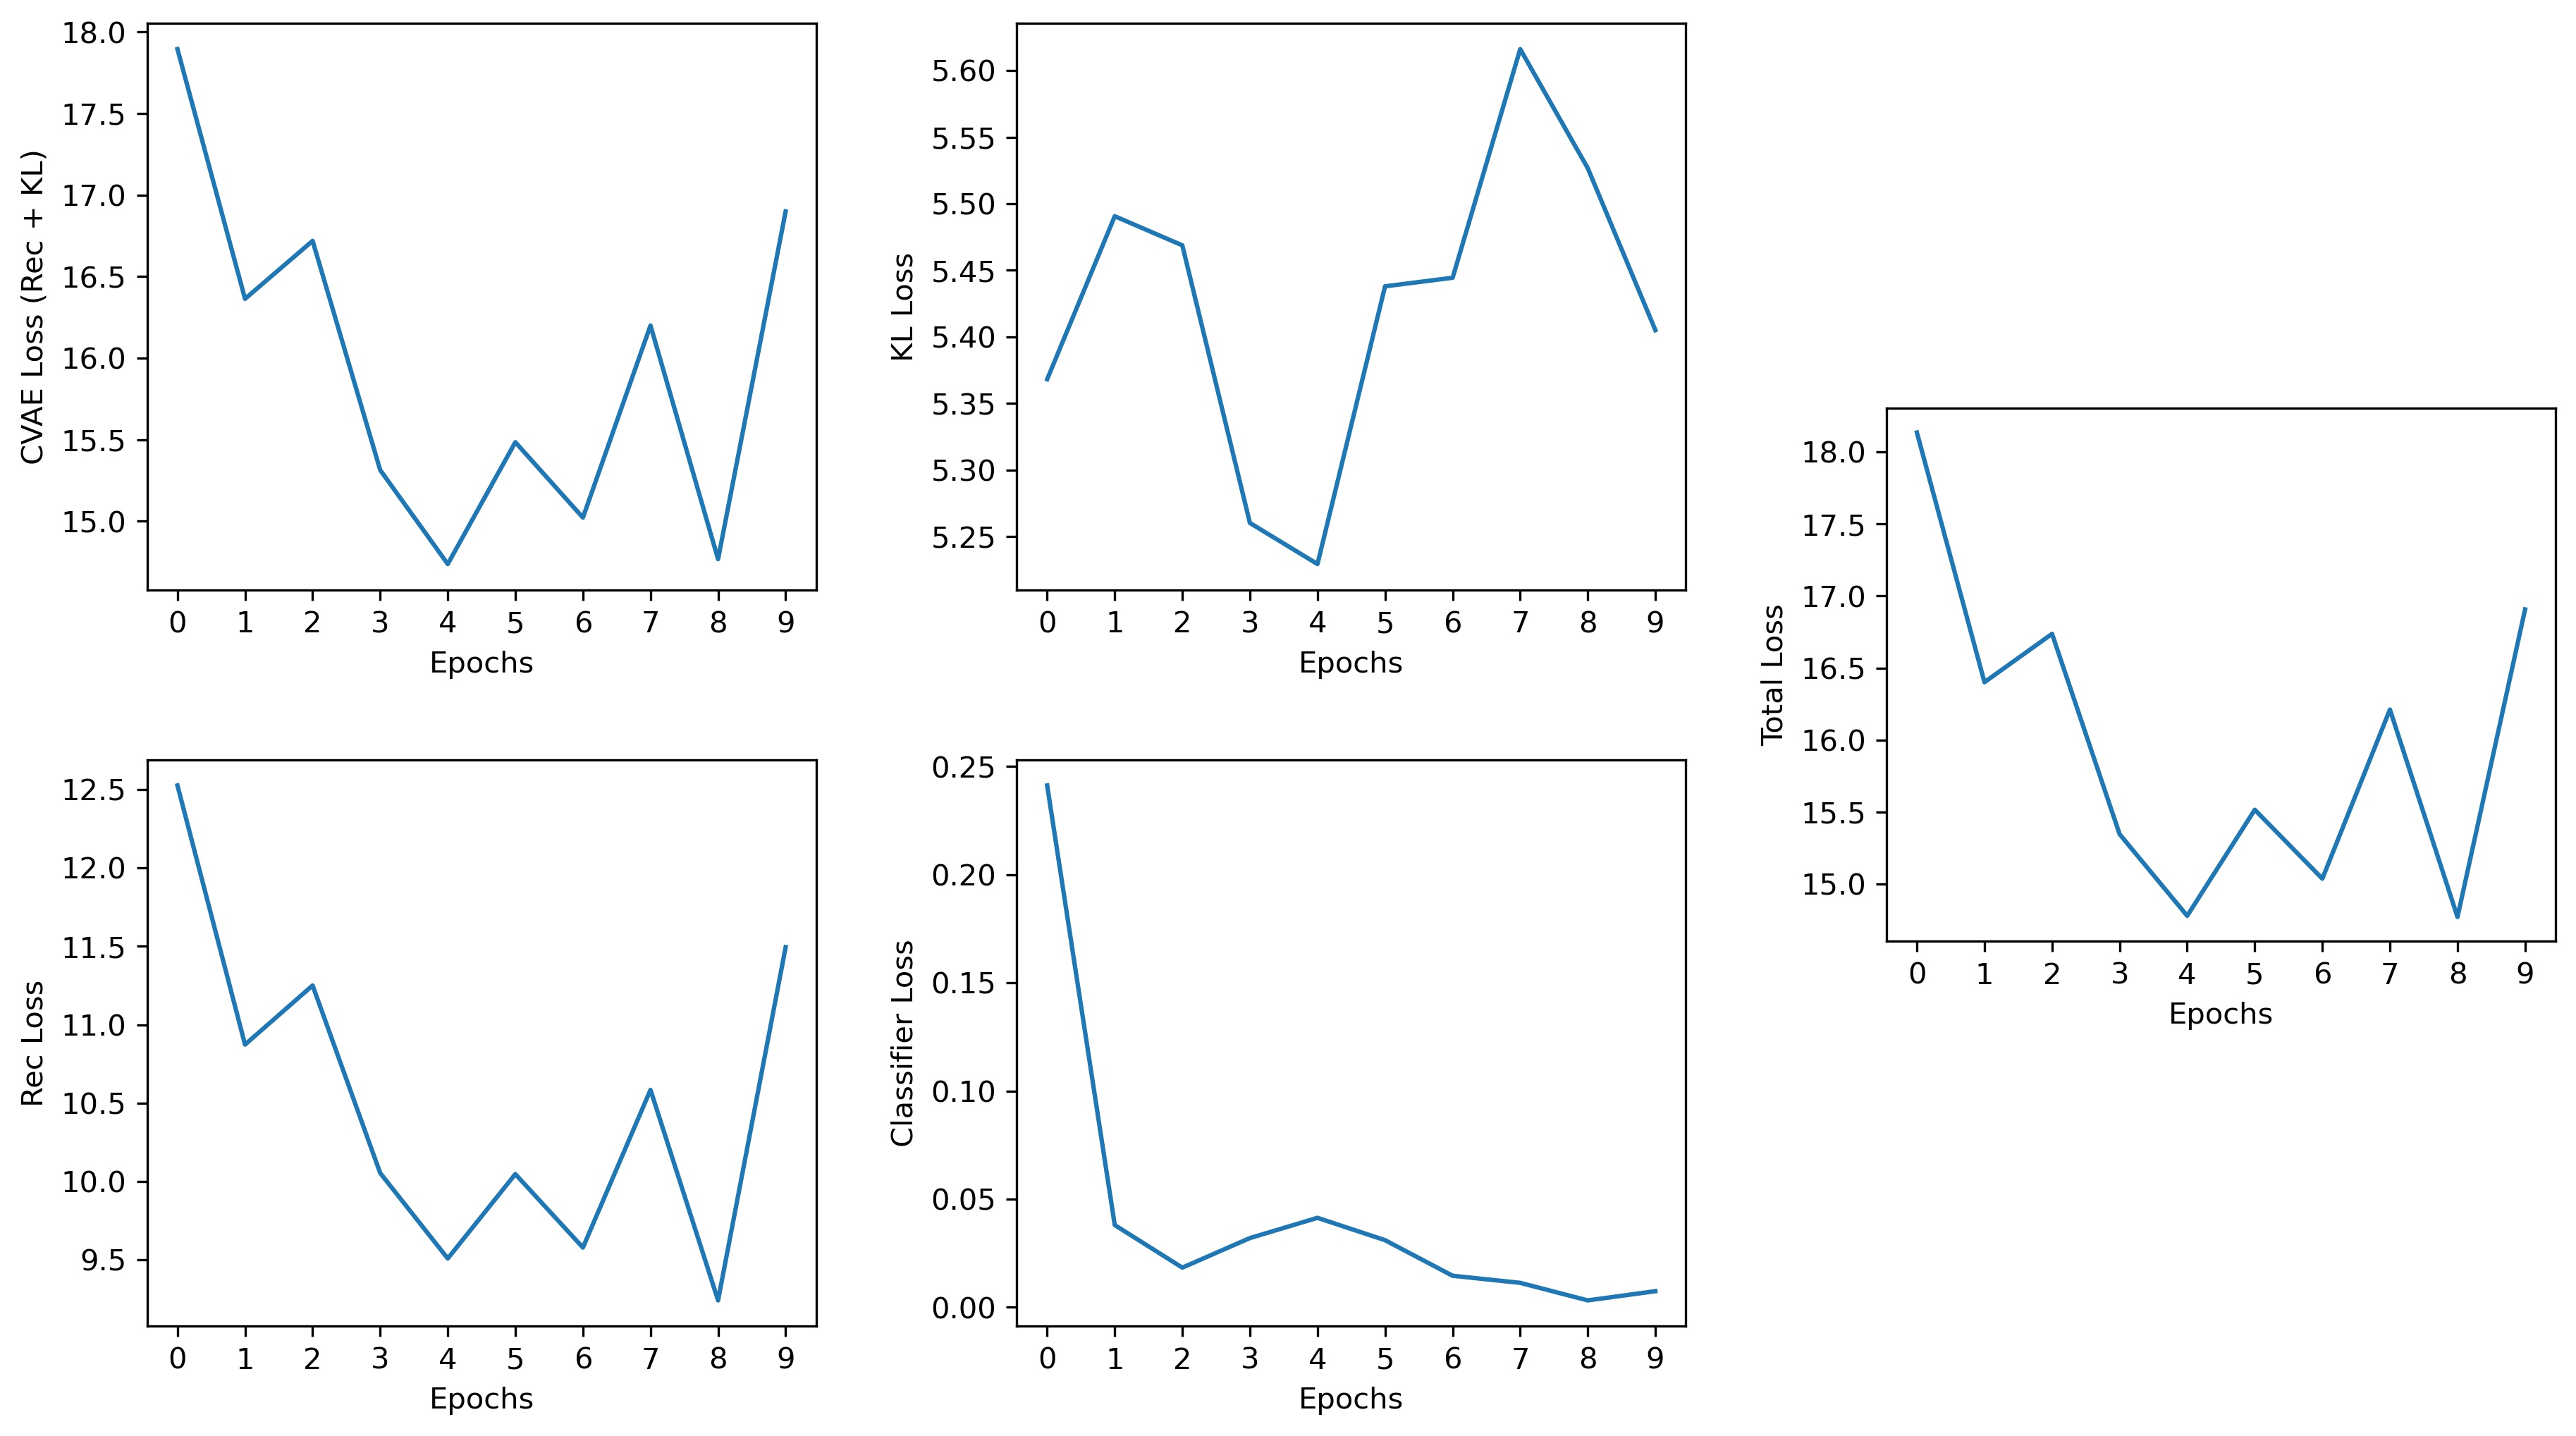 CVAE Loss (Rec + KL)
18.0
17.5
17.0
16.5
16.0
15.5
15.0
0 1 2 3 4 5 6 7 8 9
Epochs
KL Loss
5.60
5.55
5.50
5.45
5.40
5.35
5.30
5.25
0 1 2 3 4 5 6 7 8 9
Epochs
Rec Loss
12.5
12.0
11.5
11.0
10.5
10.0
9.5
0 1 2 3 4 5 6 7 8 9
Epochs
Classifier Loss
0.25
0.20
0.15
0.10
0.05
0.00
0 1 2 3 4 5 6 7 8 9
Epochs
Total Loss
18.0
17.5
17.0
16.5
16.0
15.5
15.0
0 1 2 3 4 5 6 7 8 9
Epochs